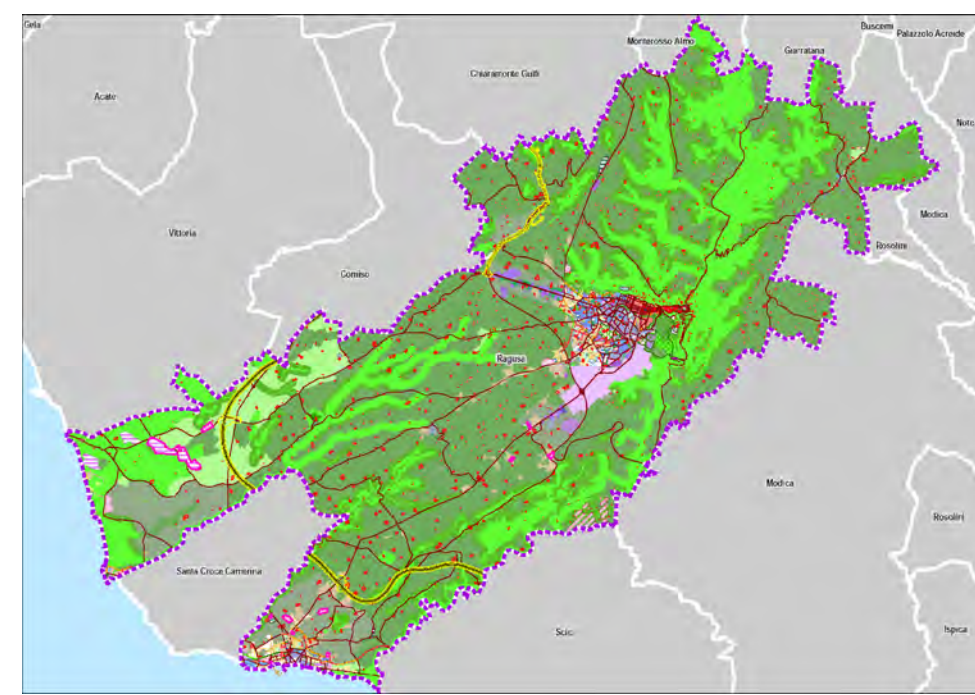 Gela
Buscemi
Palazzolo Acreide
Monterosso Almo
Giarratana
Chiaramonte Gulfi
Acate
Noto
Modica
Vittoria
Rosolini
Comiso
Ragusa
Modica
Rosolini
Santa Croce Camerina
Scicli
Ispica